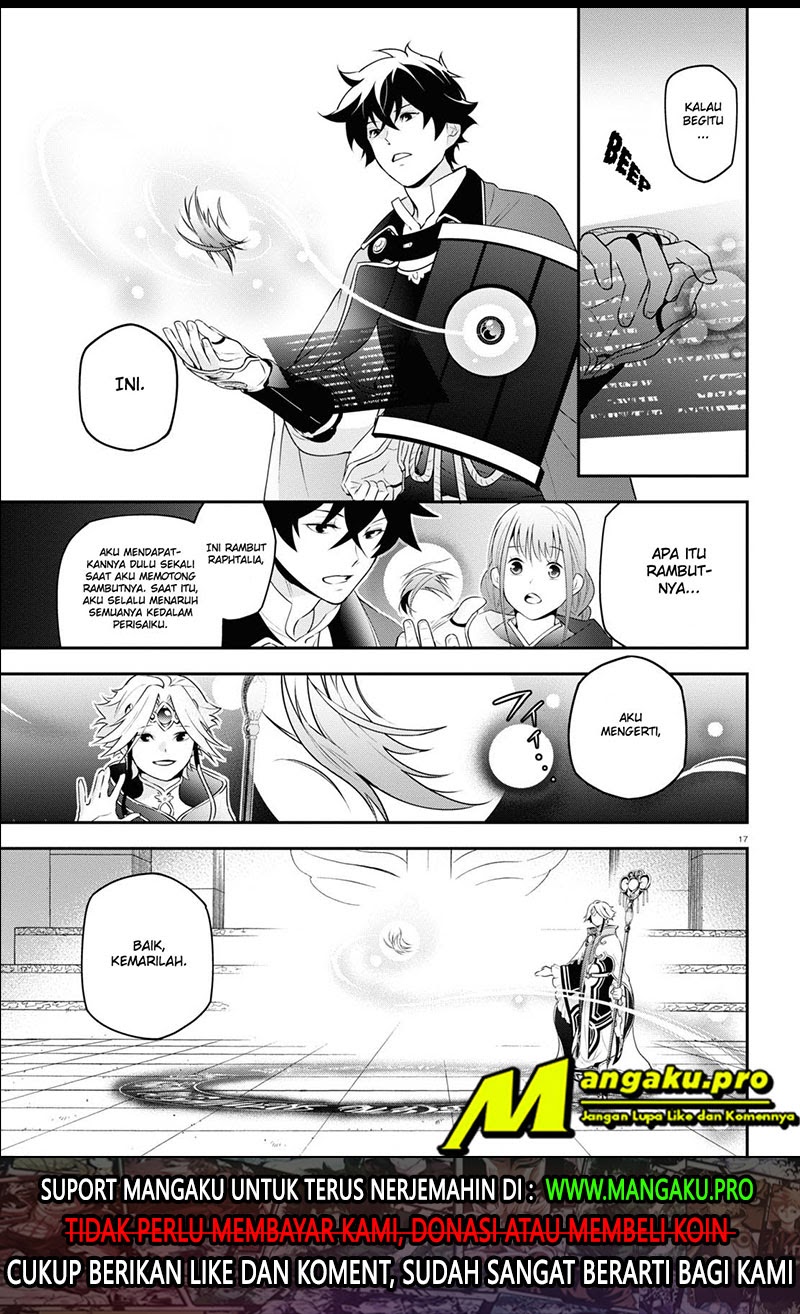 KALAU
BEGITU
...
BEEP
INI.
APA ITU
RAMBUT-
NYA...
INI RAMBUT
RAPHTALIA,
AKU MENDAPAT-
KANNYA DULU SEKALI
SAAT AKU MEMOTONG
RAMBUTNYA. SAAT ITU,
AKU SELALU MENARUH
SEMUANYA KEDALAM
PERISAIKU.
AKU
MENGERTI,
フイ・・・
17
BAIK,
KEMARILAH.
Mangaku.pro
Jangan Lupa Like dan Komennya
SUPORT MANGAKU UNTUK TERUS NERJEMAHIN DI : WWW.MANGAKU.PRO
TIDAK PERLU MEMBAYAR KAMI, DONASI ATAU MEMBELI KOIN
CUKUP BERIKAN LIKE DAN KOMENT, SUDAH SANGAT BERARTI BAGI KAMI